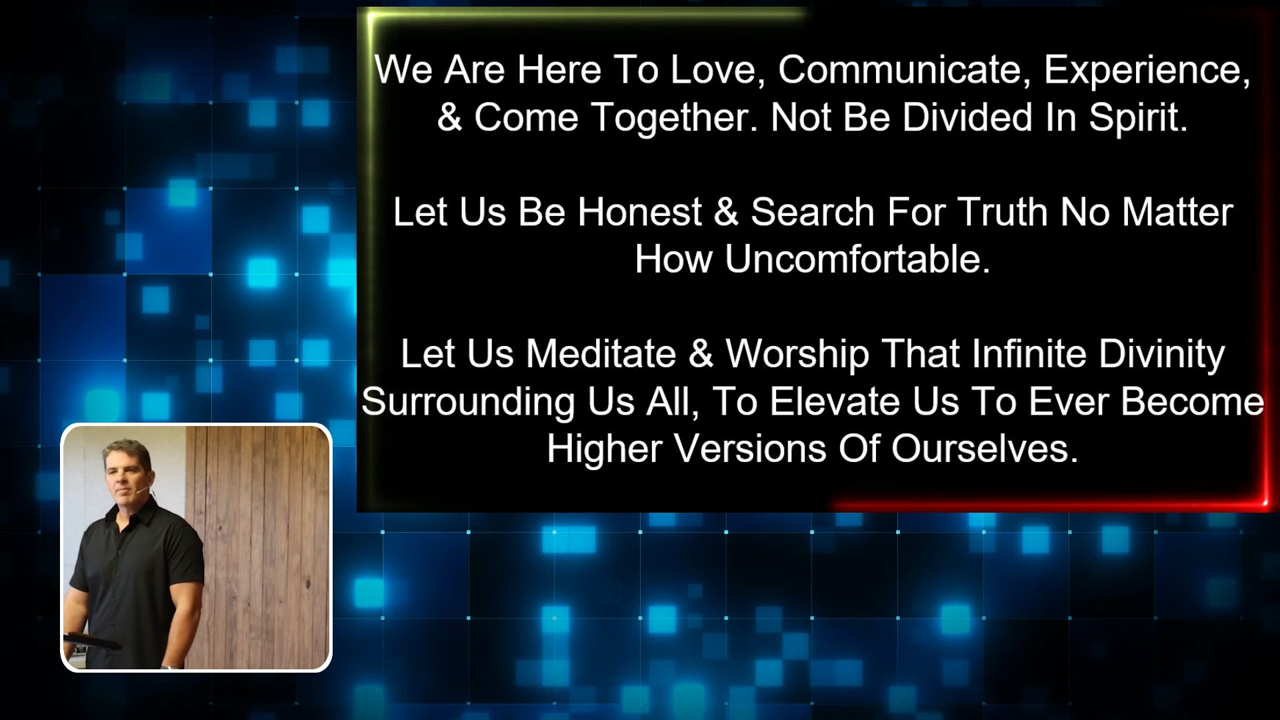 We Are Here To Love, Communicate, Experience,
& Come Together. Not Be Divided In Spirit.
Let Us Be Honest & Search For Truth No Matter
How Uncomfortable.
Let Us Meditate & Worship That Infinite Divinity
Surrounding Us All, To Elevate Us To Ever Become
Higher Versions Of Ourselves.